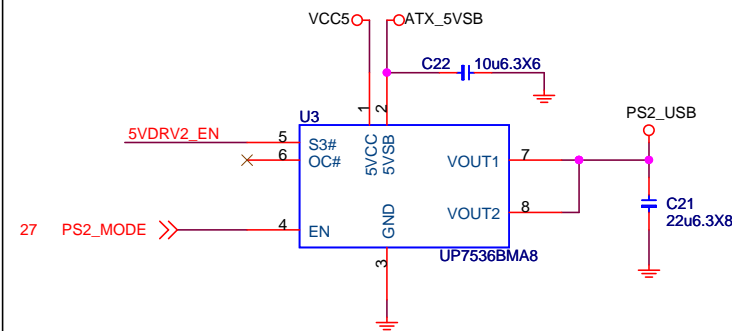 VCC5 ATX_5VSB
C22 10u6.3X6
U3
PS2_USB
1 2
5VDRV2_EN 5 S3# 5VCC 5VSB
6 OC# VOUT1 7
C21
22u6.3X8
VOUT2 8
27 PS2_MODE 4 EN GND
UP7536BMA8
3